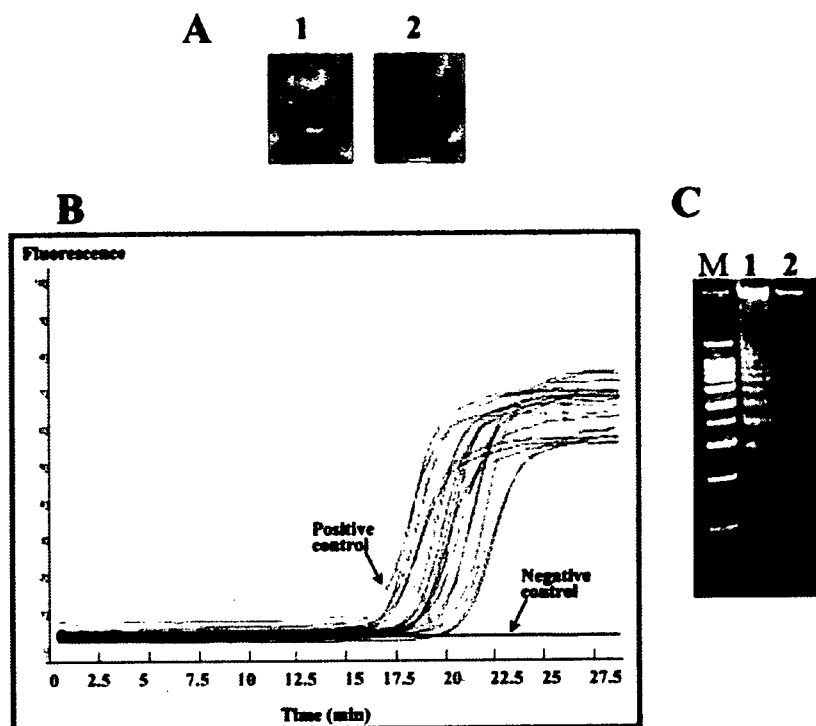 A 1 2
B
C
Fluorescence
M 1 2
Positive
control
Negative
control
0 2.5 5 7.5 10 12.5 15 17.5 20 22.5 25 27.5
Time (min)